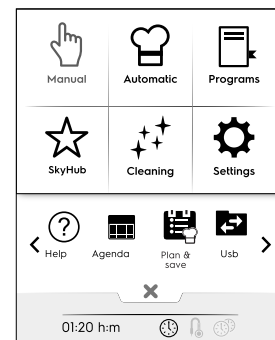 Manual Automatic Programs
SkyHub Cleaning Settings
Help Agenda Plan & save Usb
01:20 h:m